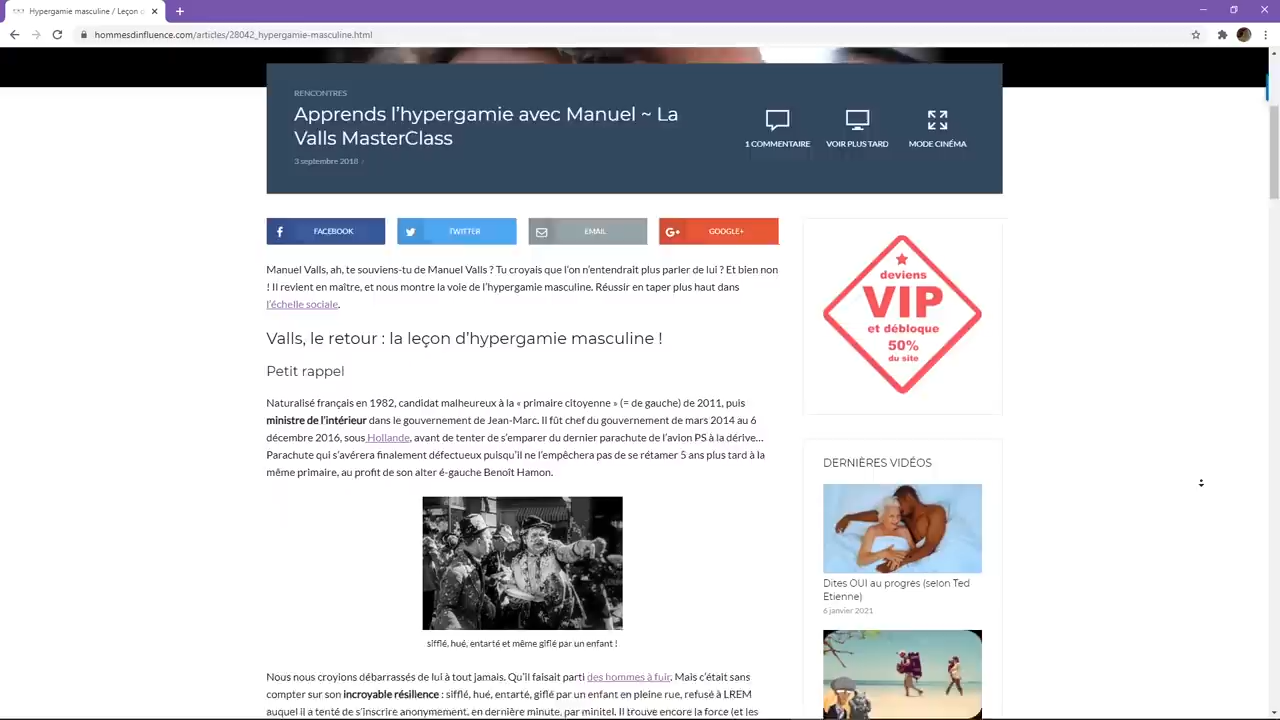 Hypergamie masculine / Leçon
hommesdinfluence.com/articles/28042_hypergamie-masculine.html
RENCONTRES
Apprends l'hypergamie avec Manuel ~ La
Valls MasterClass
3 septembre 2018 /
1 COMMENTAIRE
VOIR PLUS TARD
MODE CINÉMA
FACEBOOK
TWITTER
EMAIL
GOOGLE+
Manuel Valls, ah, te souviens-tu de Manuel Valls ? Tu croyais que l'on n'entendrait plus parler de lui ? Et bien non
! Il revient en maître, et nous montre la voie de l'hypergamie masculine. Réussir en taper plus haut dans
l'échelle sociale.
Valls, le retour : la leçon d'hypergamie masculine !
Petit rappel
Naturalisé français en 1982, candidat malheureux à la « primaire citoyenne » (= de gauche) de 2011, puis
ministre de l'intérieur dans le gouvernement de Jean-Marc. Il fût chef du gouvernement de mars 2014 au 6
décembre 2016, sous Hollande, avant de tenter de s'emparer du dernier parachute de l'avion PS à la dérive...
Parachute qui s'avérera finalement défectueux puisqu'il ne l'empêchera pas de se rétamer 5 ans plus tard à la
même primaire, au profit de son alter é-gauche Benoît Hamon.
sifflé, hué, entarté et même giflé par un enfant !
Nous nous croyions débarrassés de lui à tout jamais. Qu'il faisait parti des hommes à fuir. Mais c'était sans
compter sur son incroyable résilience : sifflé, hué, entarté, giflé par un enfant en pleine rue, refusé à LREM
auquel il a tenté de s'inscrire anonymement, en dernière minute, par minitel. Il trouve encore la force (et les
deviens
VIP
et débloque
50%
du site
DERNIÈRES VIDÉOS
Dites OUI au progrès (selon Ted
Etienne)
6 janvier 2021